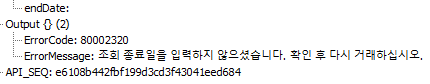 endDate:
Output {} (2)
ErrorCode: 80002320
ErrorMessage: 조회 종료일을 입력하지 않으셨습니다. 확인 후 다시 거래하십시오.
API_SEQ: e6108b442fbf199d3cd3f43041eed684